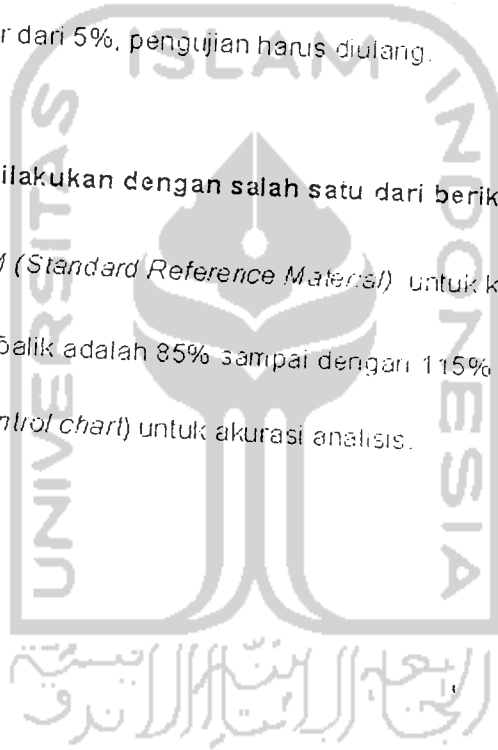 r dari 5%, pengujian harus diulang.
ilakukan dengan salah satu dari berik
(Standard Reference Material) untuk k
balik adalah 85% sampai dengan 115%
ntrol chart) untuk akurasi analisis.
ISLAM
UNIVERSITAS
INDONESIA